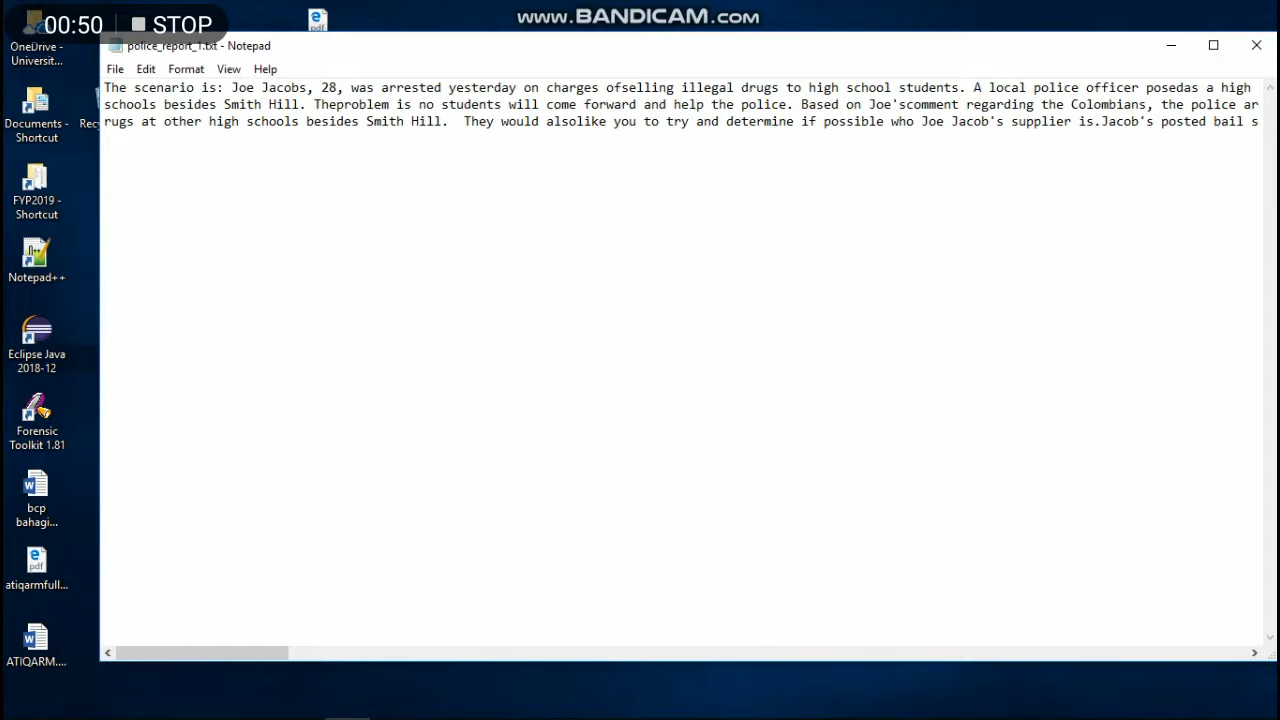 00:50 STOP
www.BANDICAM.com
OneDrive -
Universit...
Documents -
Shortcut
Recy
FYP2019 -
Shortcut
Notepad++
Eclipse Java
2018-12
Forensic
Toolkit 1.81
bcp
bahagi...
pdf
atiqarmfull...
ATIQARM....
pdf
police_report_1.txt - Notepad
File Edit Format View Help
The scenario is: Joe Jacobs, 28, was arrested yesterday on charges ofselling illegal drugs to high school students. A local police officer posedas a high
schools besides Smith Hill. Theproblem is no students will come forward and help the police. Based on Joe'scomment regarding the Colombians, the police ar
rugs at other high schools besides Smith Hill.  They would alsolike you to try and determine if possible who Joe Jacob's supplier is.Jacob's posted bail s